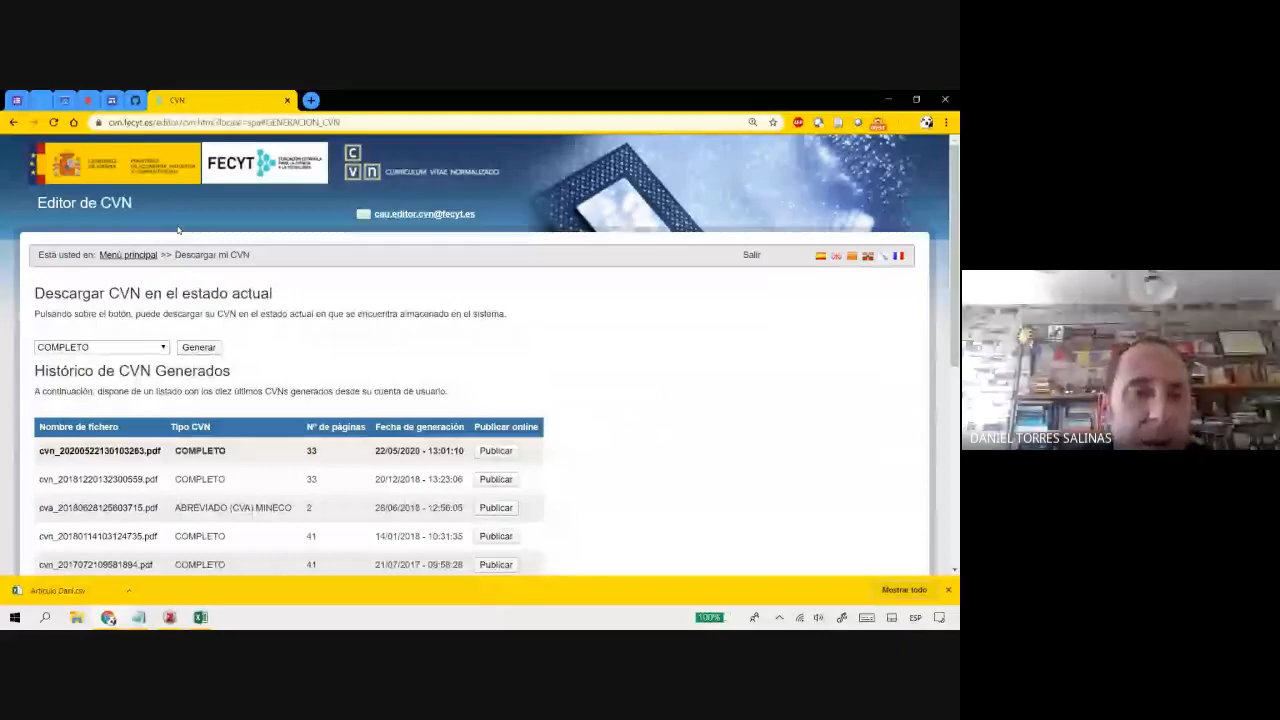 CVN
cvn.fecyt.es/editor/cvn.html?locale=spa#GENERACION_CVN
FECYT
CVN
CURRÍCULUM VÍTAE NORMALIZADO
Editor de CVN
cau.editor.cvn@fecyt.es
Está usted en: Menú principal >> Descargar mi CVN
Salir
Descargar CVN en el estado actual
Pulsando sobre el botón, puede descargar su CVN en el estado actual en que se encuentra almacenado en el sistema.
COMPLETO
Generar
Histórico de CVN Generados
A continuación, dispone de un listado con los diez últimos CVNs generados desde su cuenta de usuario.
Nombre de fichero Tipo CVN Nº de páginas Fecha de generación Publicar online
cvn_20200522130103263.pdf COMPLETO 33 22/05/2020 - 13:01:10 Publicar
cvn_20181220132300559.pdf COMPLETO 33 20/12/2018 - 13:23:06 Publicar
cva_20180628125603715.pdf ABREVIADO (CVA) MINECO 2 28/06/2018 - 12:56:05 Publicar
cvn_20180114103124735.pdf COMPLETO 41 14/01/2018 - 10:31:35 Publicar
cvn_2017072109581894.pdf COMPLETO 41 21/07/2017 - 09:58:28 Publicar
DANIEL TORRES SALINAS
Articulo Dani.csv
Mostrar todo
100%
ESP